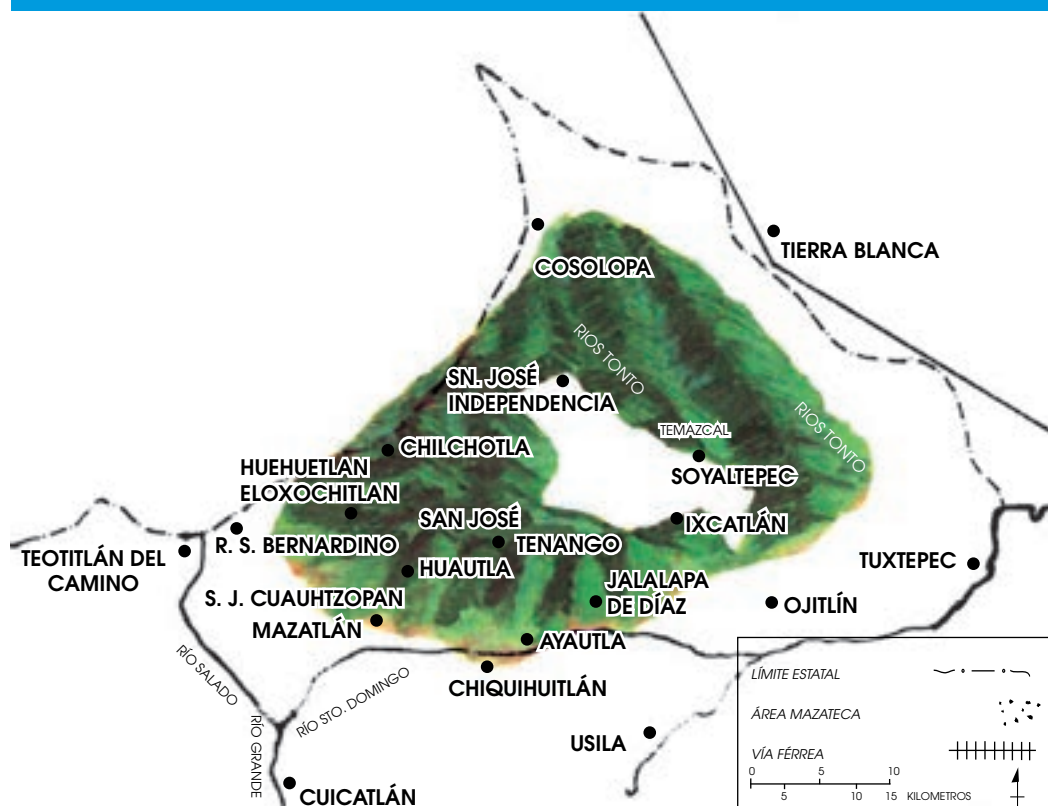 TIERRA BLANCA
COSOLOPA
RIOS TONTO
SN. JOSÉ
INDEPENDENCIA
RIOS TONTO
TEMAZCAL
CHILCHOTLA
SOYALTEPEC
HUEHUETLAN
ELOXOCHITLAN
SAN JOSÉ
TENANGO
IXCATLÁN
R. S. BERNARDINO
TEOTITLÁN DEL
CAMINO
HUAUTLA
TUXTEPEC
JALALAPA
DE DÍAZ
OJITLÍN
S. J. CUAUHTZOPAN
MAZATLÁN
AYAUTLA
CHIQUIHUITLÁN
RÍO SALADO
RÍO STO. DOMINGO
RÍO GRANDE
USILA
CUICATLÁN
LÍMITE ESTATAL
ÁREA MAZATECA
VÍA FÉRREA
0 5 10
5 10 15 KILOMETROS